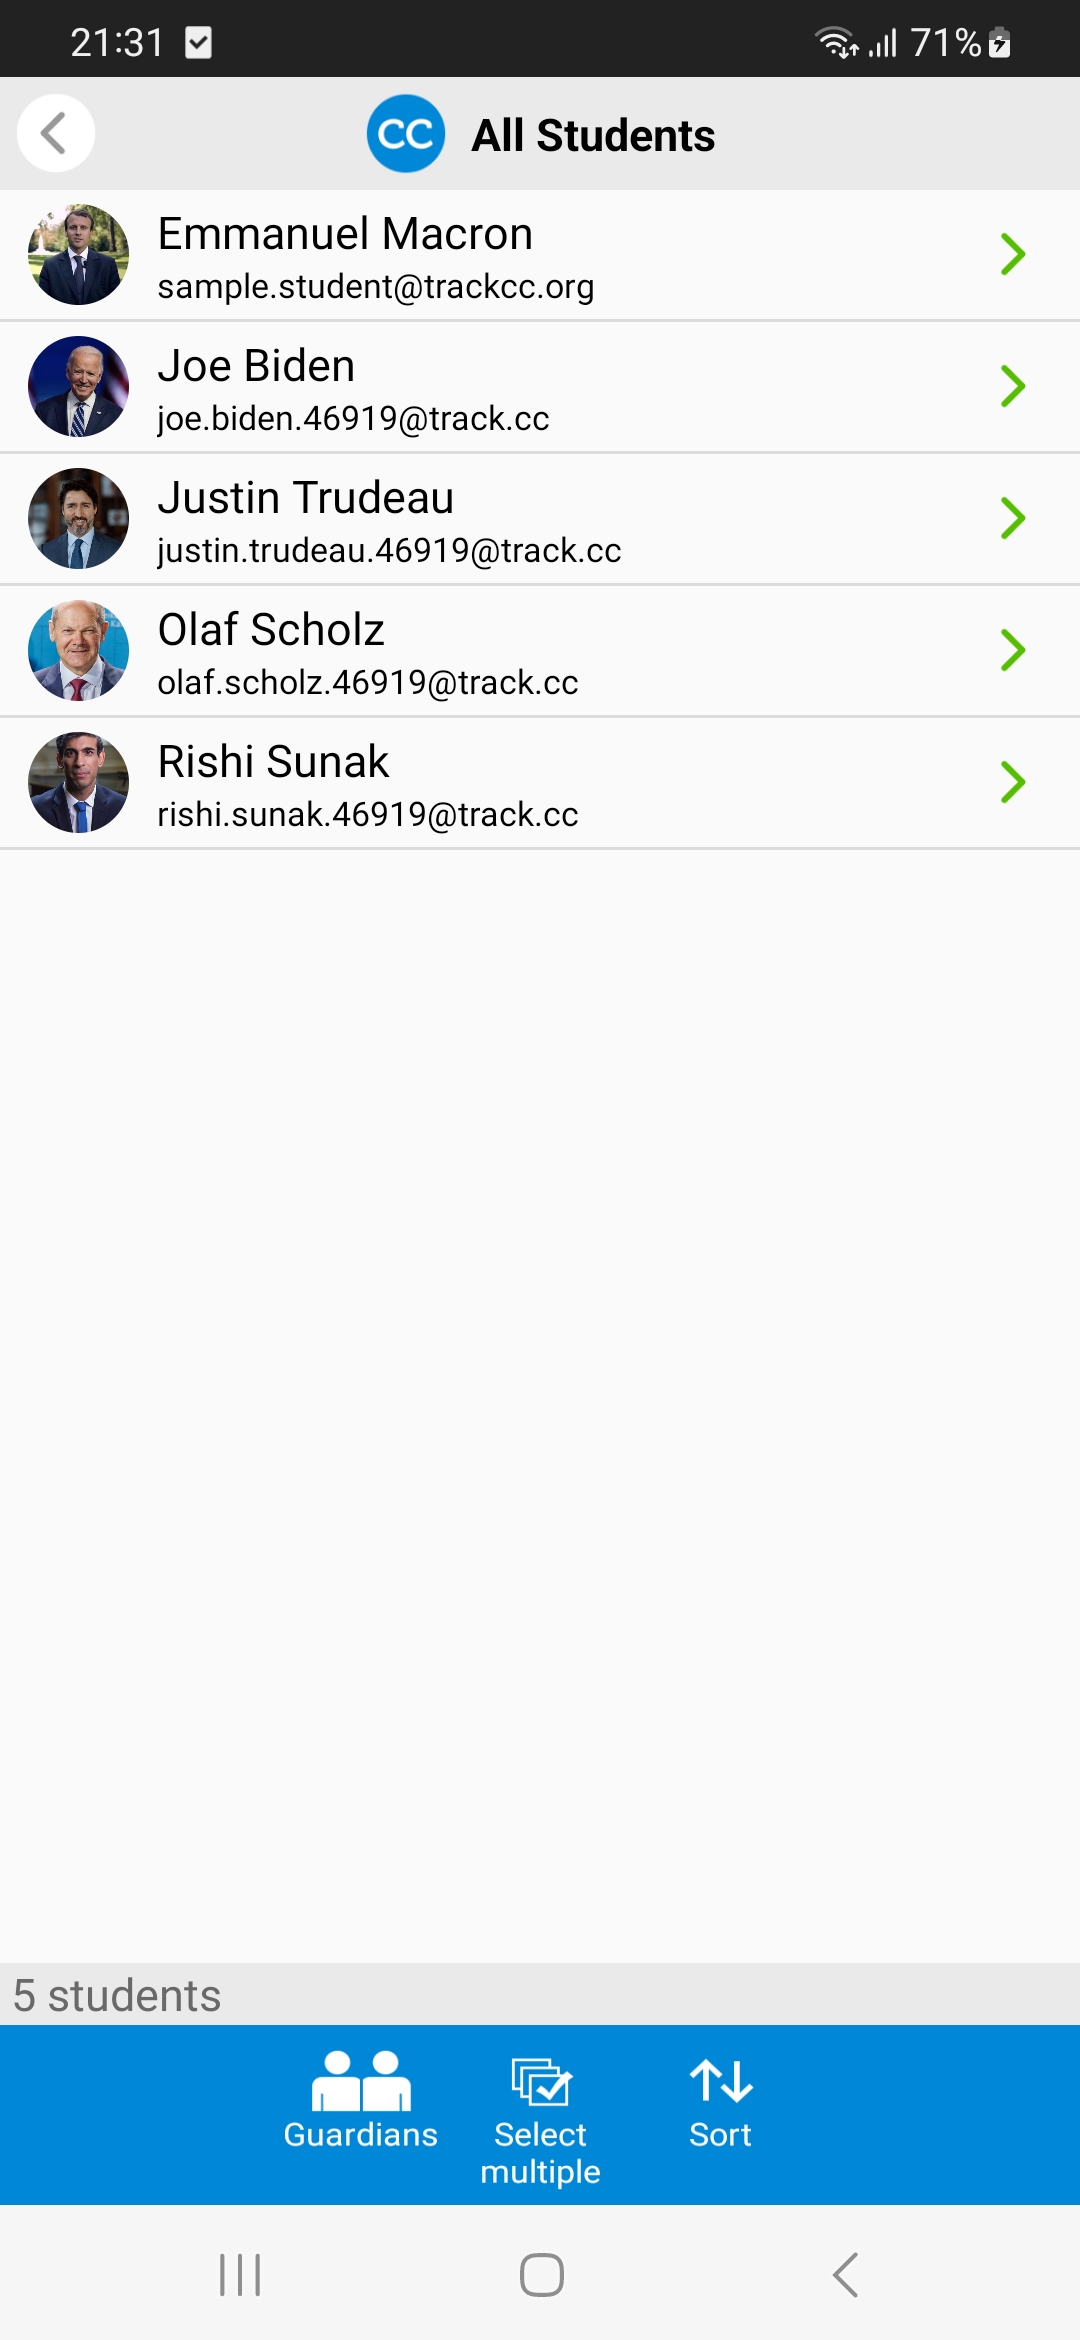 21:31 71%
CC All Students
Emmanuel Macron
sample.student@trackcc.org
Joe Biden
joe.biden.46919@track.cc
Justin Trudeau
justin.trudeau.46919@track.cc
Olaf Scholz
olaf.scholz.46919@track.cc
Rishi Sunak
rishi.sunak.46919@track.cc
5 students
Guardians
Select
multiple
Sort